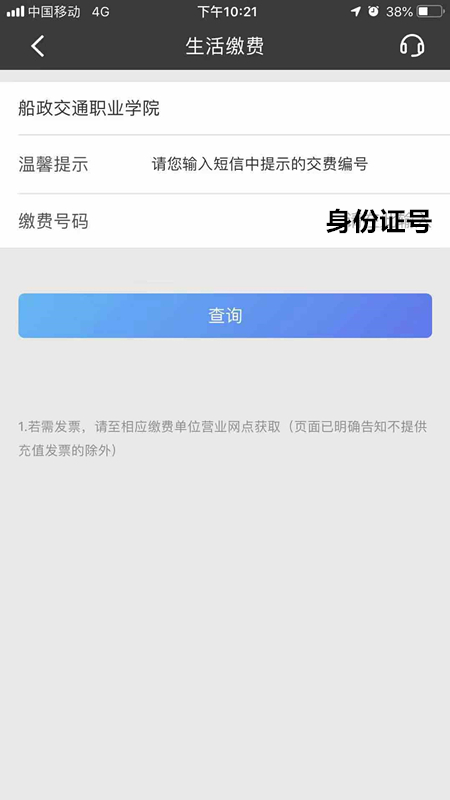 中国移动 4G 下午10:21 38%
生活缴费
船政交通职业学院
温馨提示 请您输入短信中提示的交费编号
缴费号码 身份证号
查询
1.若需发票，请至相应缴费单位营业网点获取（页面已明确告知不提供
充值发票的除外）